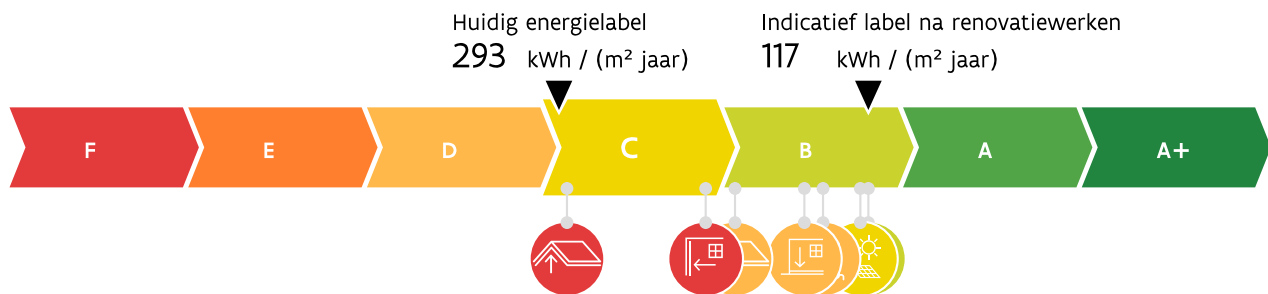 Huidig energielabel
293 kWh / (m² jaar)
Indicatief label na renovatiewerken
117 kWh / (m² jaar)
F E D C B A A+